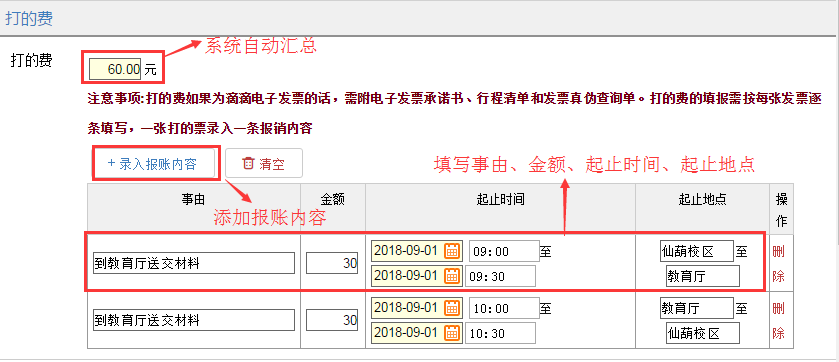 打的费
系统自动汇总
打的费
60.00 元
注意事项:打的费如果为滴滴电子发票的话，需附电子发票承诺书、行程清单和发票真伪查询单。打的费的填报需按每张发票逐
条填写，一张打的票录入一条报销内容
+ 录入报账内容 清空
填写事由、金额、起止时间、起止地点
添加报账内容
事由 金额 起止时间 起止地点 操作
2018-09-01 09:00 至 仙葫校区 至 删
到教育厅送交材料 30
2018-09-01 09:30 教育厅 除
2018-09-01 10:00 至 教育厅 至 删
到教育厅送交材料 30
2018-09-01 10:30 仙葫校区 除